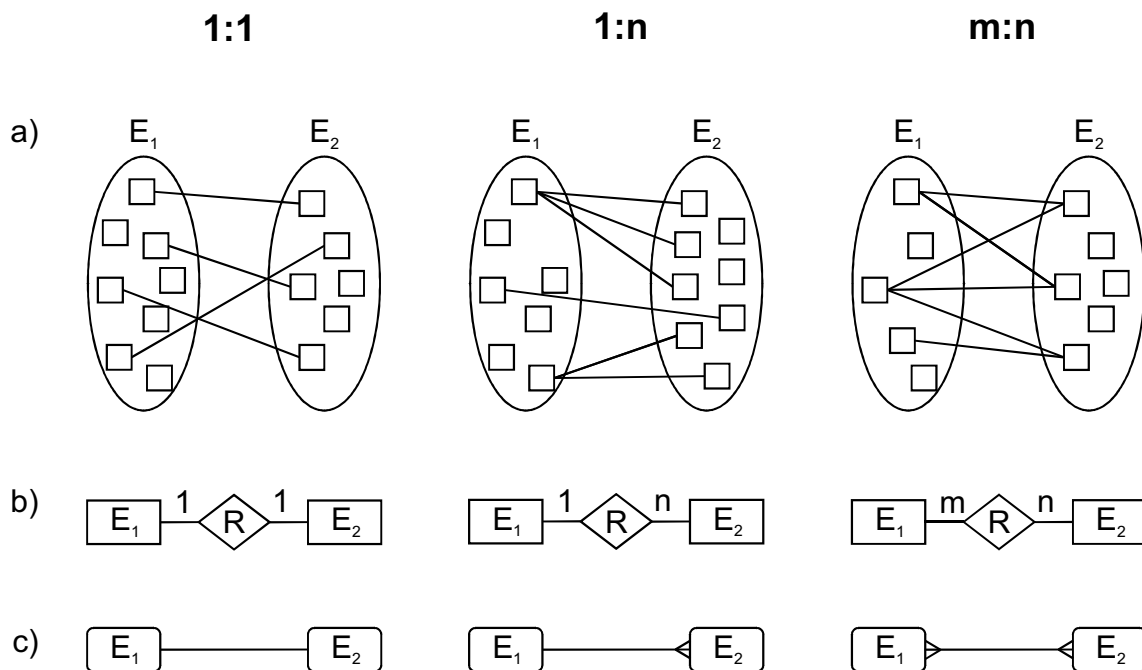 1:1 1:n m:n
a) E₁ E₂ E₁ E₂ E₁ E₂
b) E₁ 1 R 1 E₂ E₁ 1 R n E₂ E₁ m R n E₂
c) E₁ E₂ E₁ E₂ E₁ E₂